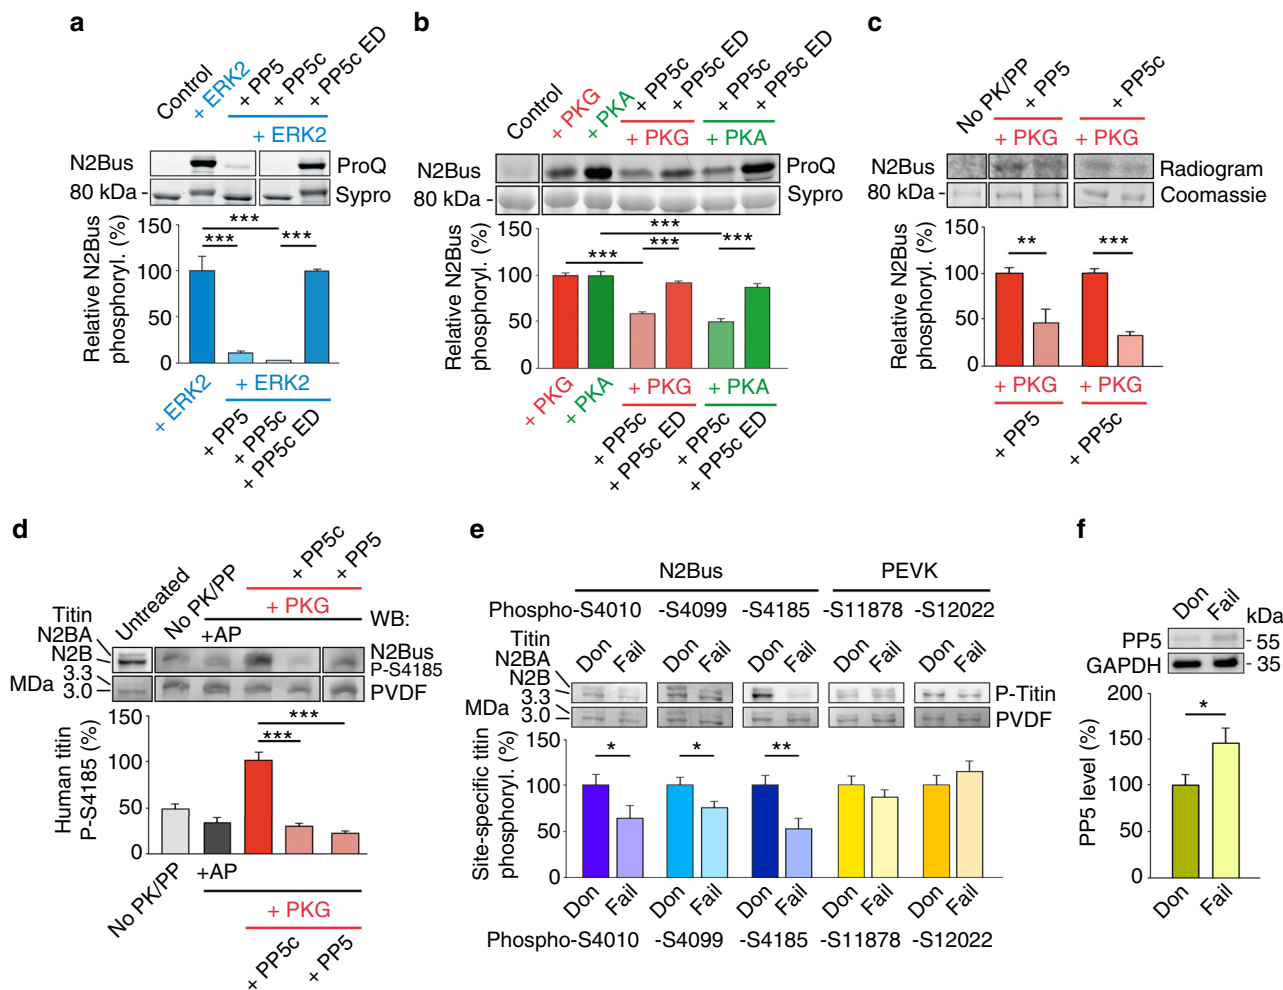 a
Control
+ ERK2
+ PP5
+ PP5c
+ PP5c ED
+ ERK2
N2Bus
ProQ
80 kDa -
Sypro
Relative N2Bus
phosphoryl. (%)
150
100
50
0
***
***
***
+ ERK2
+ ERK2
+ PP5
+ PP5c
+ PP5c ED
b
Control
+ PKG
+ PKA
+ PP5c
+ PP5c ED
+ PP5c
+ PP5c ED
+ PKG
+ PKA
N2Bus
ProQ
80 kDa -
Sypro
Relative N2Bus
phosphoryl. (%)
150
100
50
0
***
***
***
***
+ PKG
+ PKA
+ PKG
+ PKA
+ PP5c
+ PP5c ED
+ PP5c
+ PP5c ED
c
No PK/PP
+ PP5
+ PP5c
+ PKG
+ PKG
N2Bus
Radiogram
80 kDa -
Coomassie
Relative N2Bus
phosphoryl. (%)
150
100
50
0
**
***
+ PKG
+ PKG
+ PP5
+ PP5c
d
Untreated
No PK/PP
+ PP5c
+ PP5
+ PKG
+AP
WB:
Titin
N2BA
N2B
3.3
MDa
3.0
N2Bus
P-S4185
PVDF
Human titin
P-S4185 (%)
150
100
50
0
***
***
No PK/PP
+AP
+ PKG
+ PP5c
+ PP5
e
N2Bus
PEVK
Phospho-S4010
-S4099
-S4185
-S11878
-S12022
Titin
N2BA
N2B
3.3
MDa
3.0
Don
Fail
Don
Fail
Don
Fail
Don
Fail
Don
Fail
P-Titin
PVDF
Site-specific titin
phosphoryl. (%)
150
100
50
0
*
*
**
Don
Fail
Don
Fail
Don
Fail
Don
Fail
Don
Fail
Phospho-S4010
-S4099
-S4185
-S11878
-S12022
f
Don
Fail
kDa
PP5
- 55
GAPDH
- 35
PP5 level (%)
200
150
100
50
0
*
Don
Fail